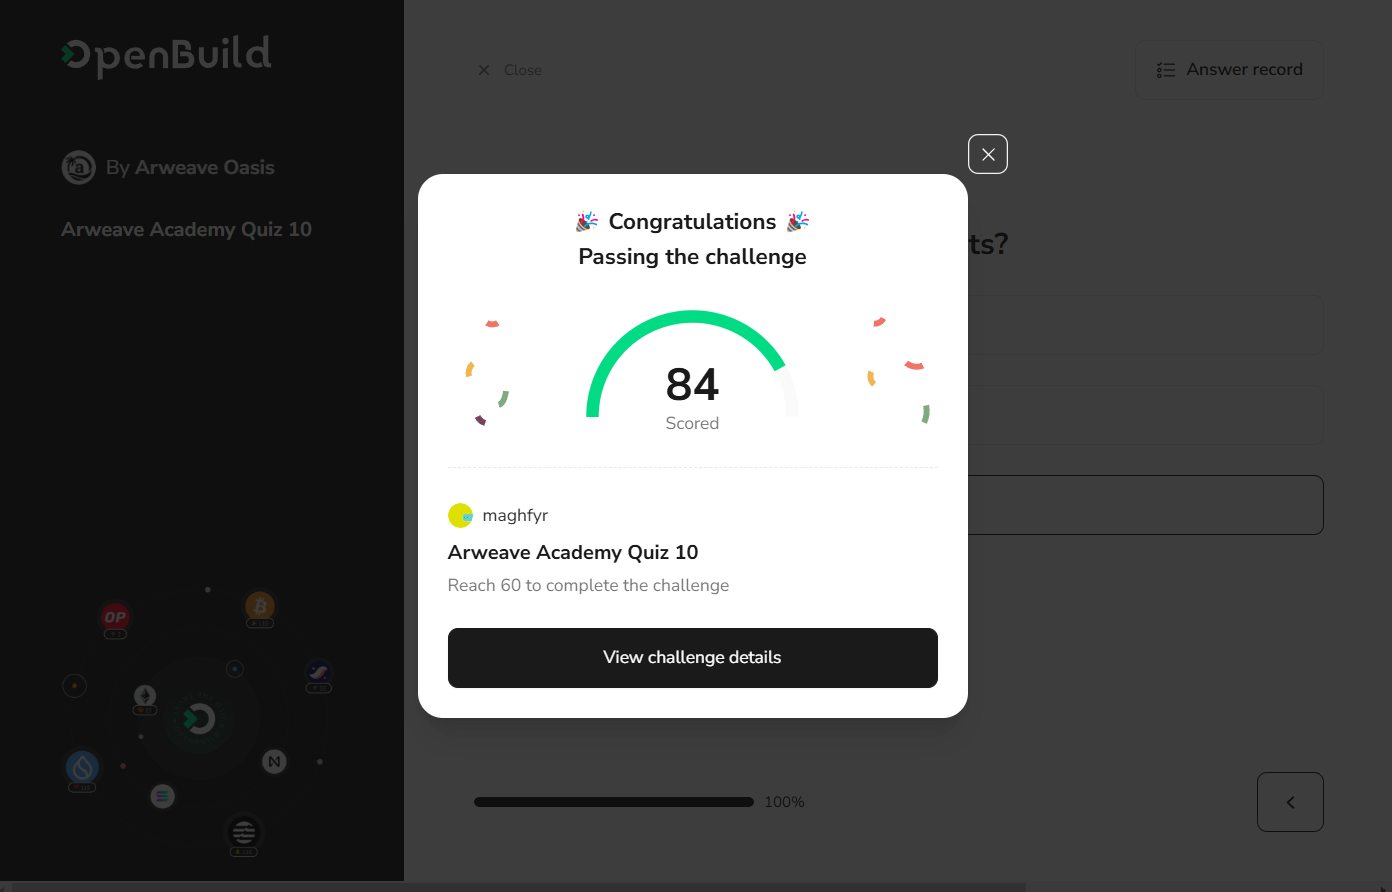 OpenBuild
By Arweave Oasis
Arweave Academy Quiz 10
Close
Answer record
ts?
Congratulations
Passing the challenge
84
Scored
maghfyr
Arweave Academy Quiz 10
Reach 60 to complete the challenge
View challenge details
100%
OP